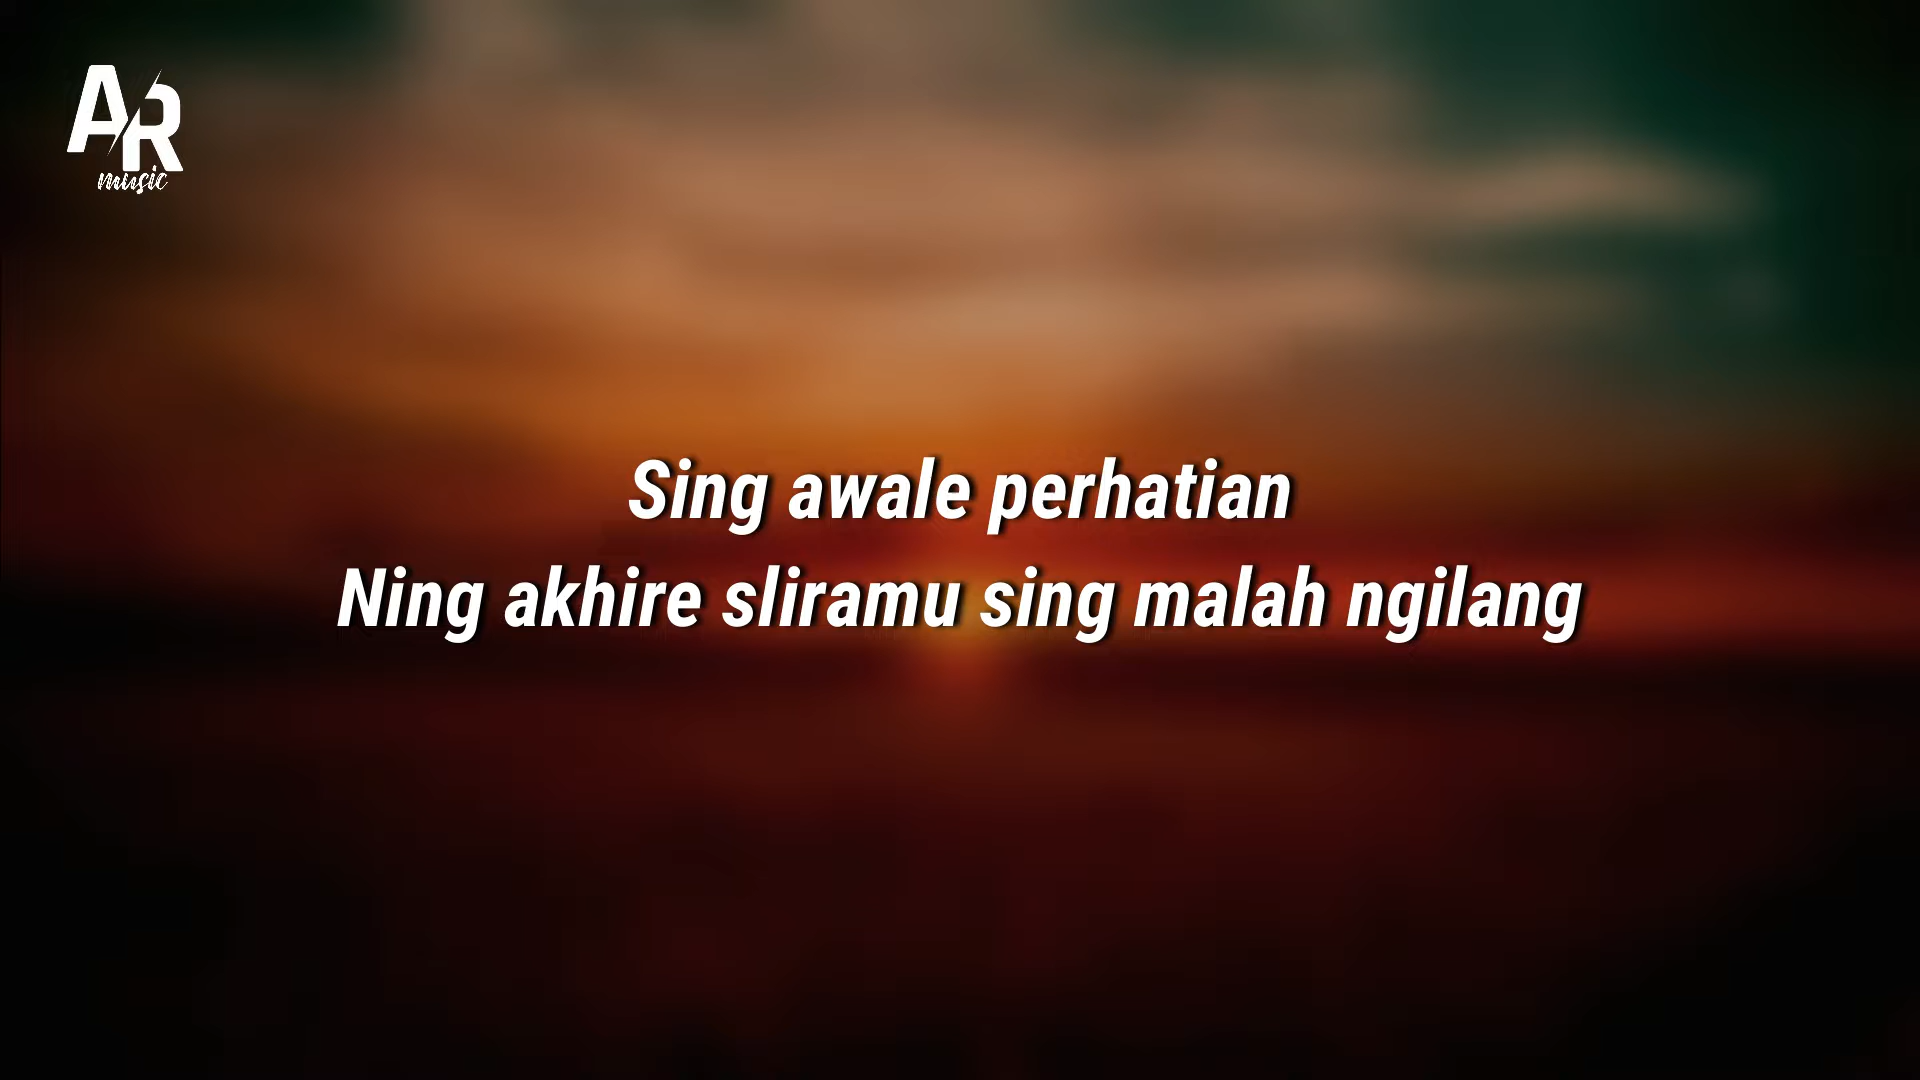 AR
music
Sing awale perhatian
Ning akhire sliramu sing malah ngilang